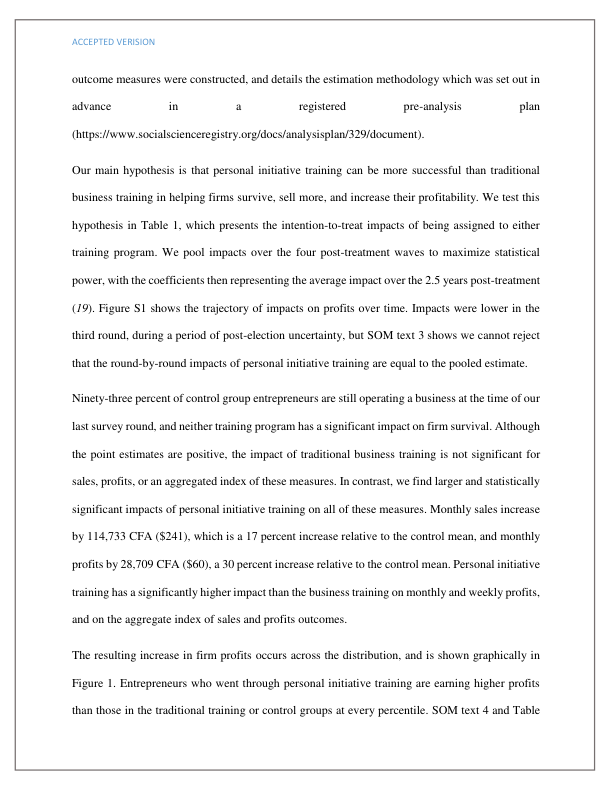 ACCEPTED VERISION
outcome measures were constructed, and details the estimation methodology which was set out in
advance in a registered pre-analysis plan
(https://www.socialscienceregistry.org/docs/analysisplan/329/document).
Our main hypothesis is that personal initiative training can be more successful than traditional
business training in helping firms survive, sell more, and increase their profitability. We test this
hypothesis in Table 1, which presents the intention-to-treat impacts of being assigned to either
training program. We pool impacts over the four post-treatment waves to maximize statistical
power, with the coefficients then representing the average impact over the 2.5 years post-treatment
(19). Figure S1 shows the trajectory of impacts on profits over time. Impacts were lower in the
third round, during a period of post-election uncertainty, but SOM text 3 shows we cannot reject
that the round-by-round impacts of personal initiative training are equal to the pooled estimate.
Ninety-three percent of control group entrepreneurs are still operating a business at the time of our
last survey round, and neither training program has a significant impact on firm survival. Although
the point estimates are positive, the impact of traditional business training is not significant for
sales, profits, or an aggregated index of these measures. In contrast, we find larger and statistically
significant impacts of personal initiative training on all of these measures. Monthly sales increase
by 114,733 CFA ($241), which is a 17 percent increase relative to the control mean, and monthly
profits by 28,709 CFA ($60), a 30 percent increase relative to the control mean. Personal initiative
training has a significantly higher impact than the business training on monthly and weekly profits,
and on the aggregate index of sales and profits outcomes.
The resulting increase in firm profits occurs across the distribution, and is shown graphically in
Figure 1. Entrepreneurs who went through personal initiative training are earning higher profits
than those in the traditional training or control groups at every percentile. SOM text 4 and Table